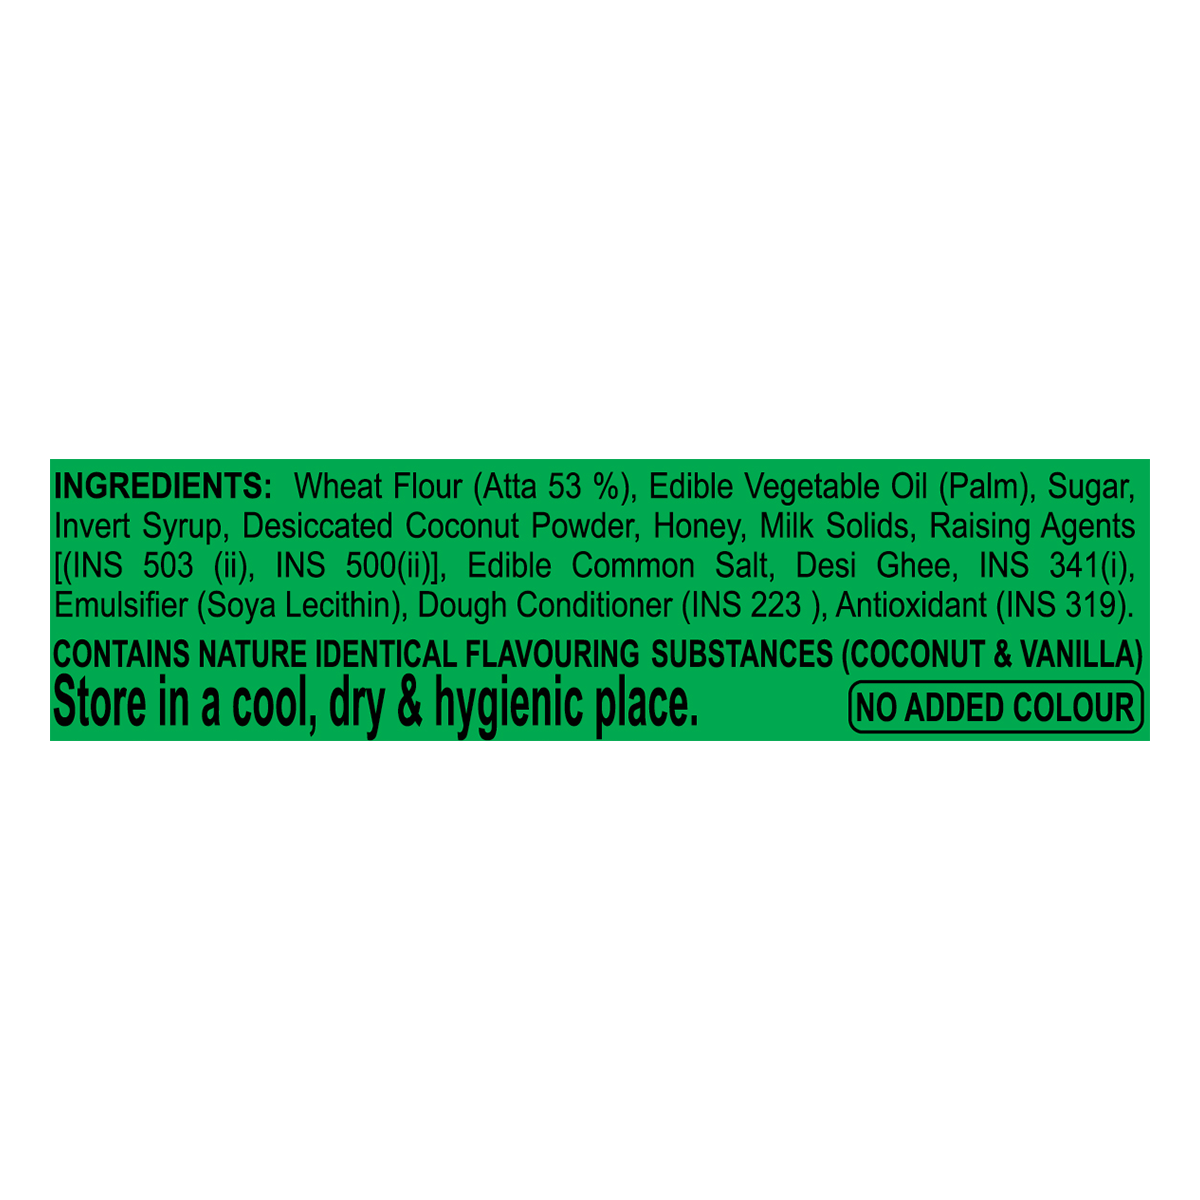 INGREDIENTS: Wheat Flour (Atta 53 %), Edible Vegetable Oil (Palm), Sugar,
Invert Syrup, Desiccated Coconut Powder, Honey, Milk Solids, Raising Agents
[(INS 503 (ii), INS 500(ii)], Edible Common Salt, Desi Ghee, INS 341(i),
Emulsifier (Soya Lecithin), Dough Conditioner (INS 223 ), Antioxidant (INS 319).
CONTAINS NATURE IDENTICAL FLAVOURING SUBSTANCES (COCONUT & VANILLA)
Store in a cool, dry & hygienic place.
NO ADDED COLOUR